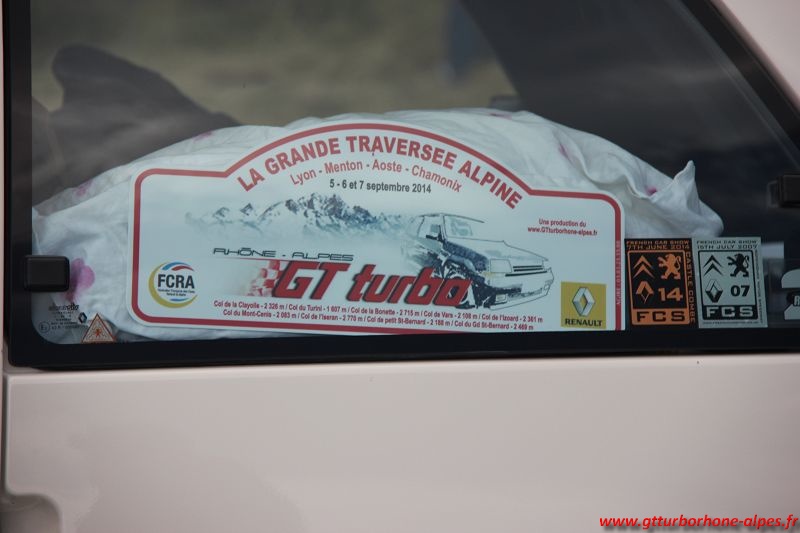 LA GRANDE TRAVERSEE ALPINE
Lyon - Menton - Aoste - Chamonix
5 - 6 et 7 septembre 2014
Une production du
www.GTturborhone-alpes.fr
RHÔNE - ALPES
GT turbo
FCRA
RENAULT
Col de la Cayolle - 2 326 m / Col du Turini - 1 607 m / Col de la Bonette - 2 715 m / Col de Vars - 2 108 m / Col de l'Izoard - 2 361 m
Col du Mont-Cenis - 2 083 m / Col de l'Iseran - 2 770 m / Col de petit St-Bernard - 2 188 m / Col du Gd St-Bernard - 2 469 m
FRENCH CAR SHOW
7TH JUNE 2014
CASTLE COMBE
14
FCS
FRENCH CAR SHOW
15TH JULY 2007
07
FCS
www.gtturborhone-alpes.fr